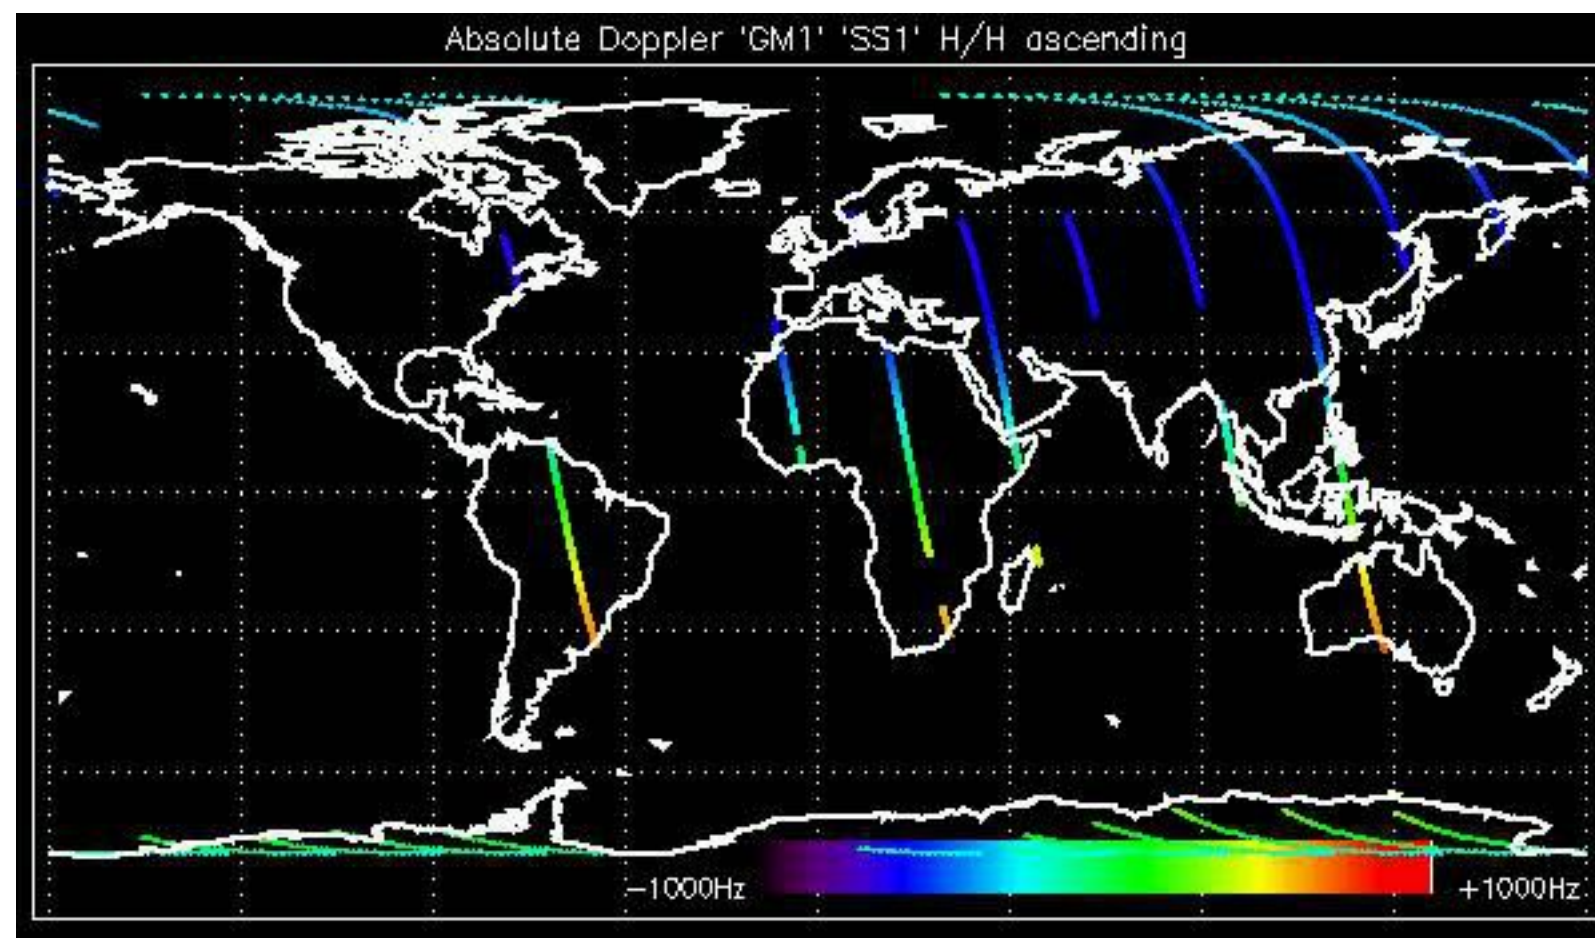 Absolute Doppler 'GM1' 'SS1' H/H ascending
-1000Hz
+1000Hz